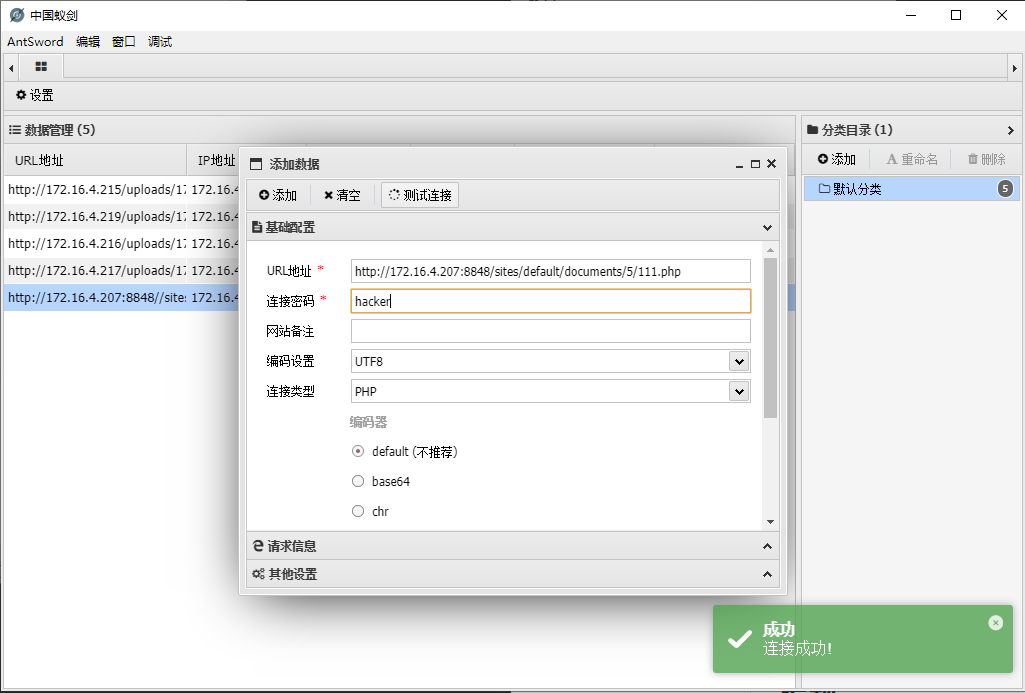 中国蚁剑
AntSword 编辑 窗口 调试
设置
数据管理 (5)
URL地址 IP地址
http://172.16.4.215/uploads/17 172.16.4
http://172.16.4.219/uploads/17 172.16.4
http://172.16.4.216/uploads/17 172.16.4
http://172.16.4.217/uploads/17 172.16.4
http://172.16.4.207:8848//site: 172.16.4
添加数据
添加 清空 测试连接
基础配置
URL地址 * http://172.16.4.207:8848/sites/default/documents/5/111.php
连接密码 * hacker
网站备注
编码设置 UTF8
连接类型 PHP
编码器
default (不推荐)
base64
chr
请求信息
其他设置
分类目录 (1)
添加 重命名 删除
默认分类 5
成功
连接成功!